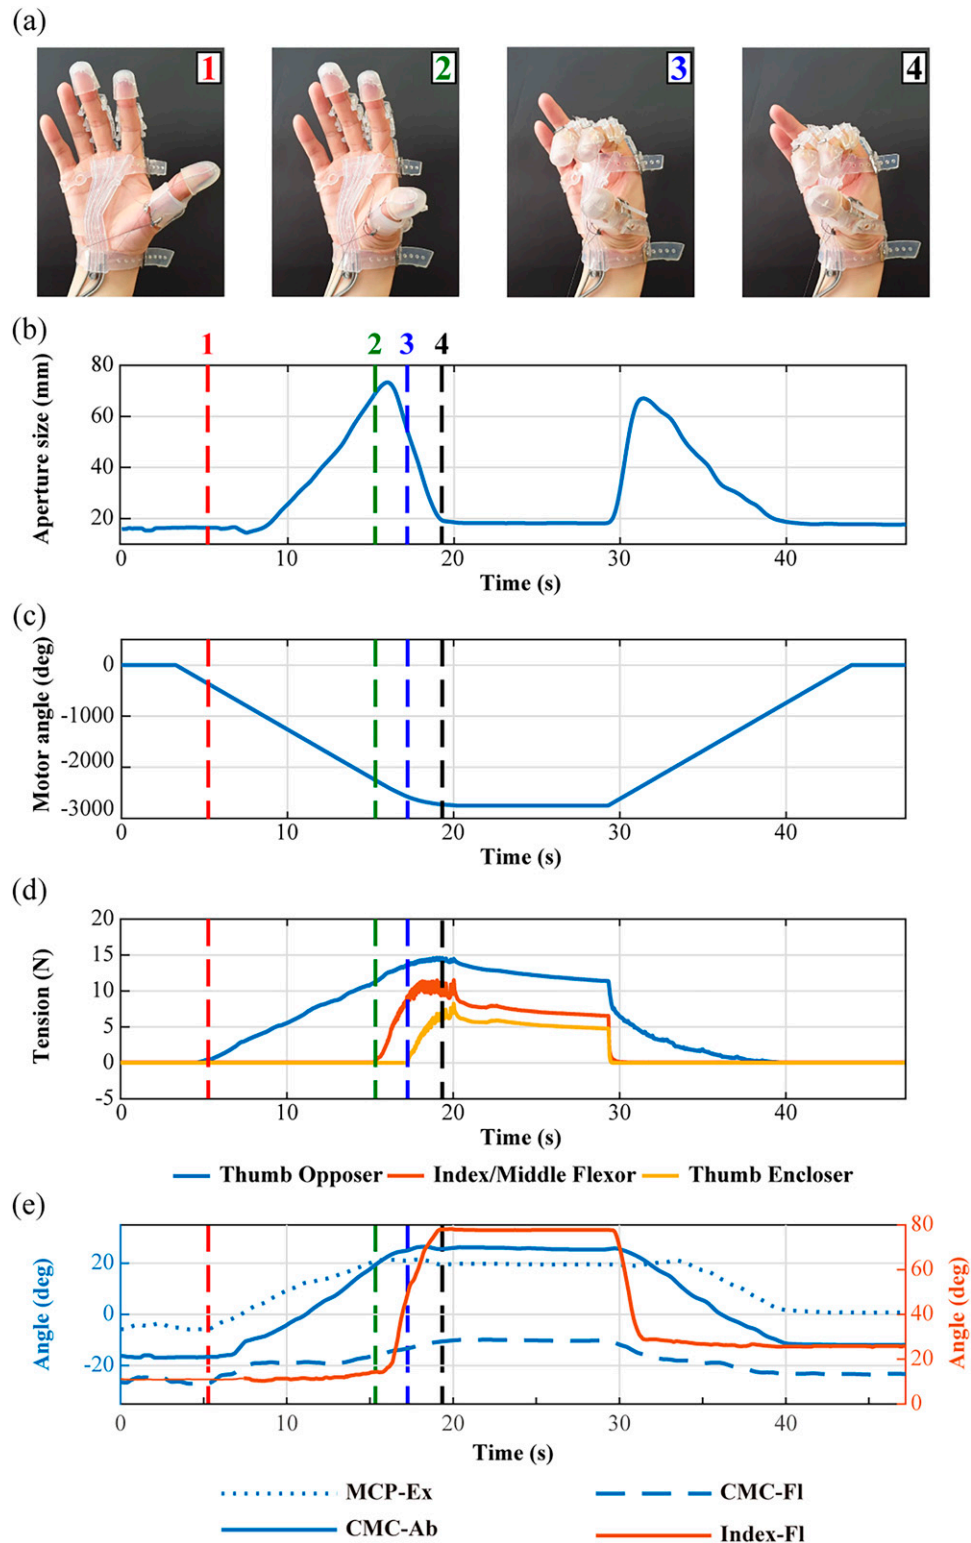 (a)
1 2 3 4
(b)
1 2 3 4
80
60
40
20
Aperture size (mm)
0 10 20 30 40
Time (s)
(c)
0
-1000
-2000
-3000
Motor angle (deg)
0 10 20 30 40
Time (s)
(d)
20
15
10
5
0
-5
Tension (N)
0 10 20 30 40
Time (s)
Thumb Opposer Index/Middle Flexor Thumb Encloser
(e)
20
0
-20
Angle (deg)
80
60
40
20
0
Angle (deg)
0 10 20 30 40
Time (s)
MCP-Ex CMC-Fl
CMC-Ab Index-Fl